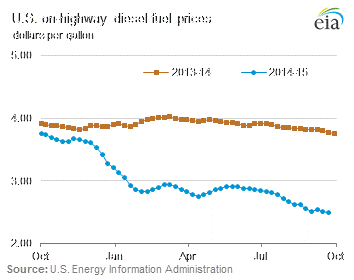 U.S. on-highway diesel fuel prices
dollars per gallon
eia
5.00
2013-14
2014-15
4.00
3.00
2.00
Oct Jan Apr Jul Oct
Source: U.S. Energy Information Administration